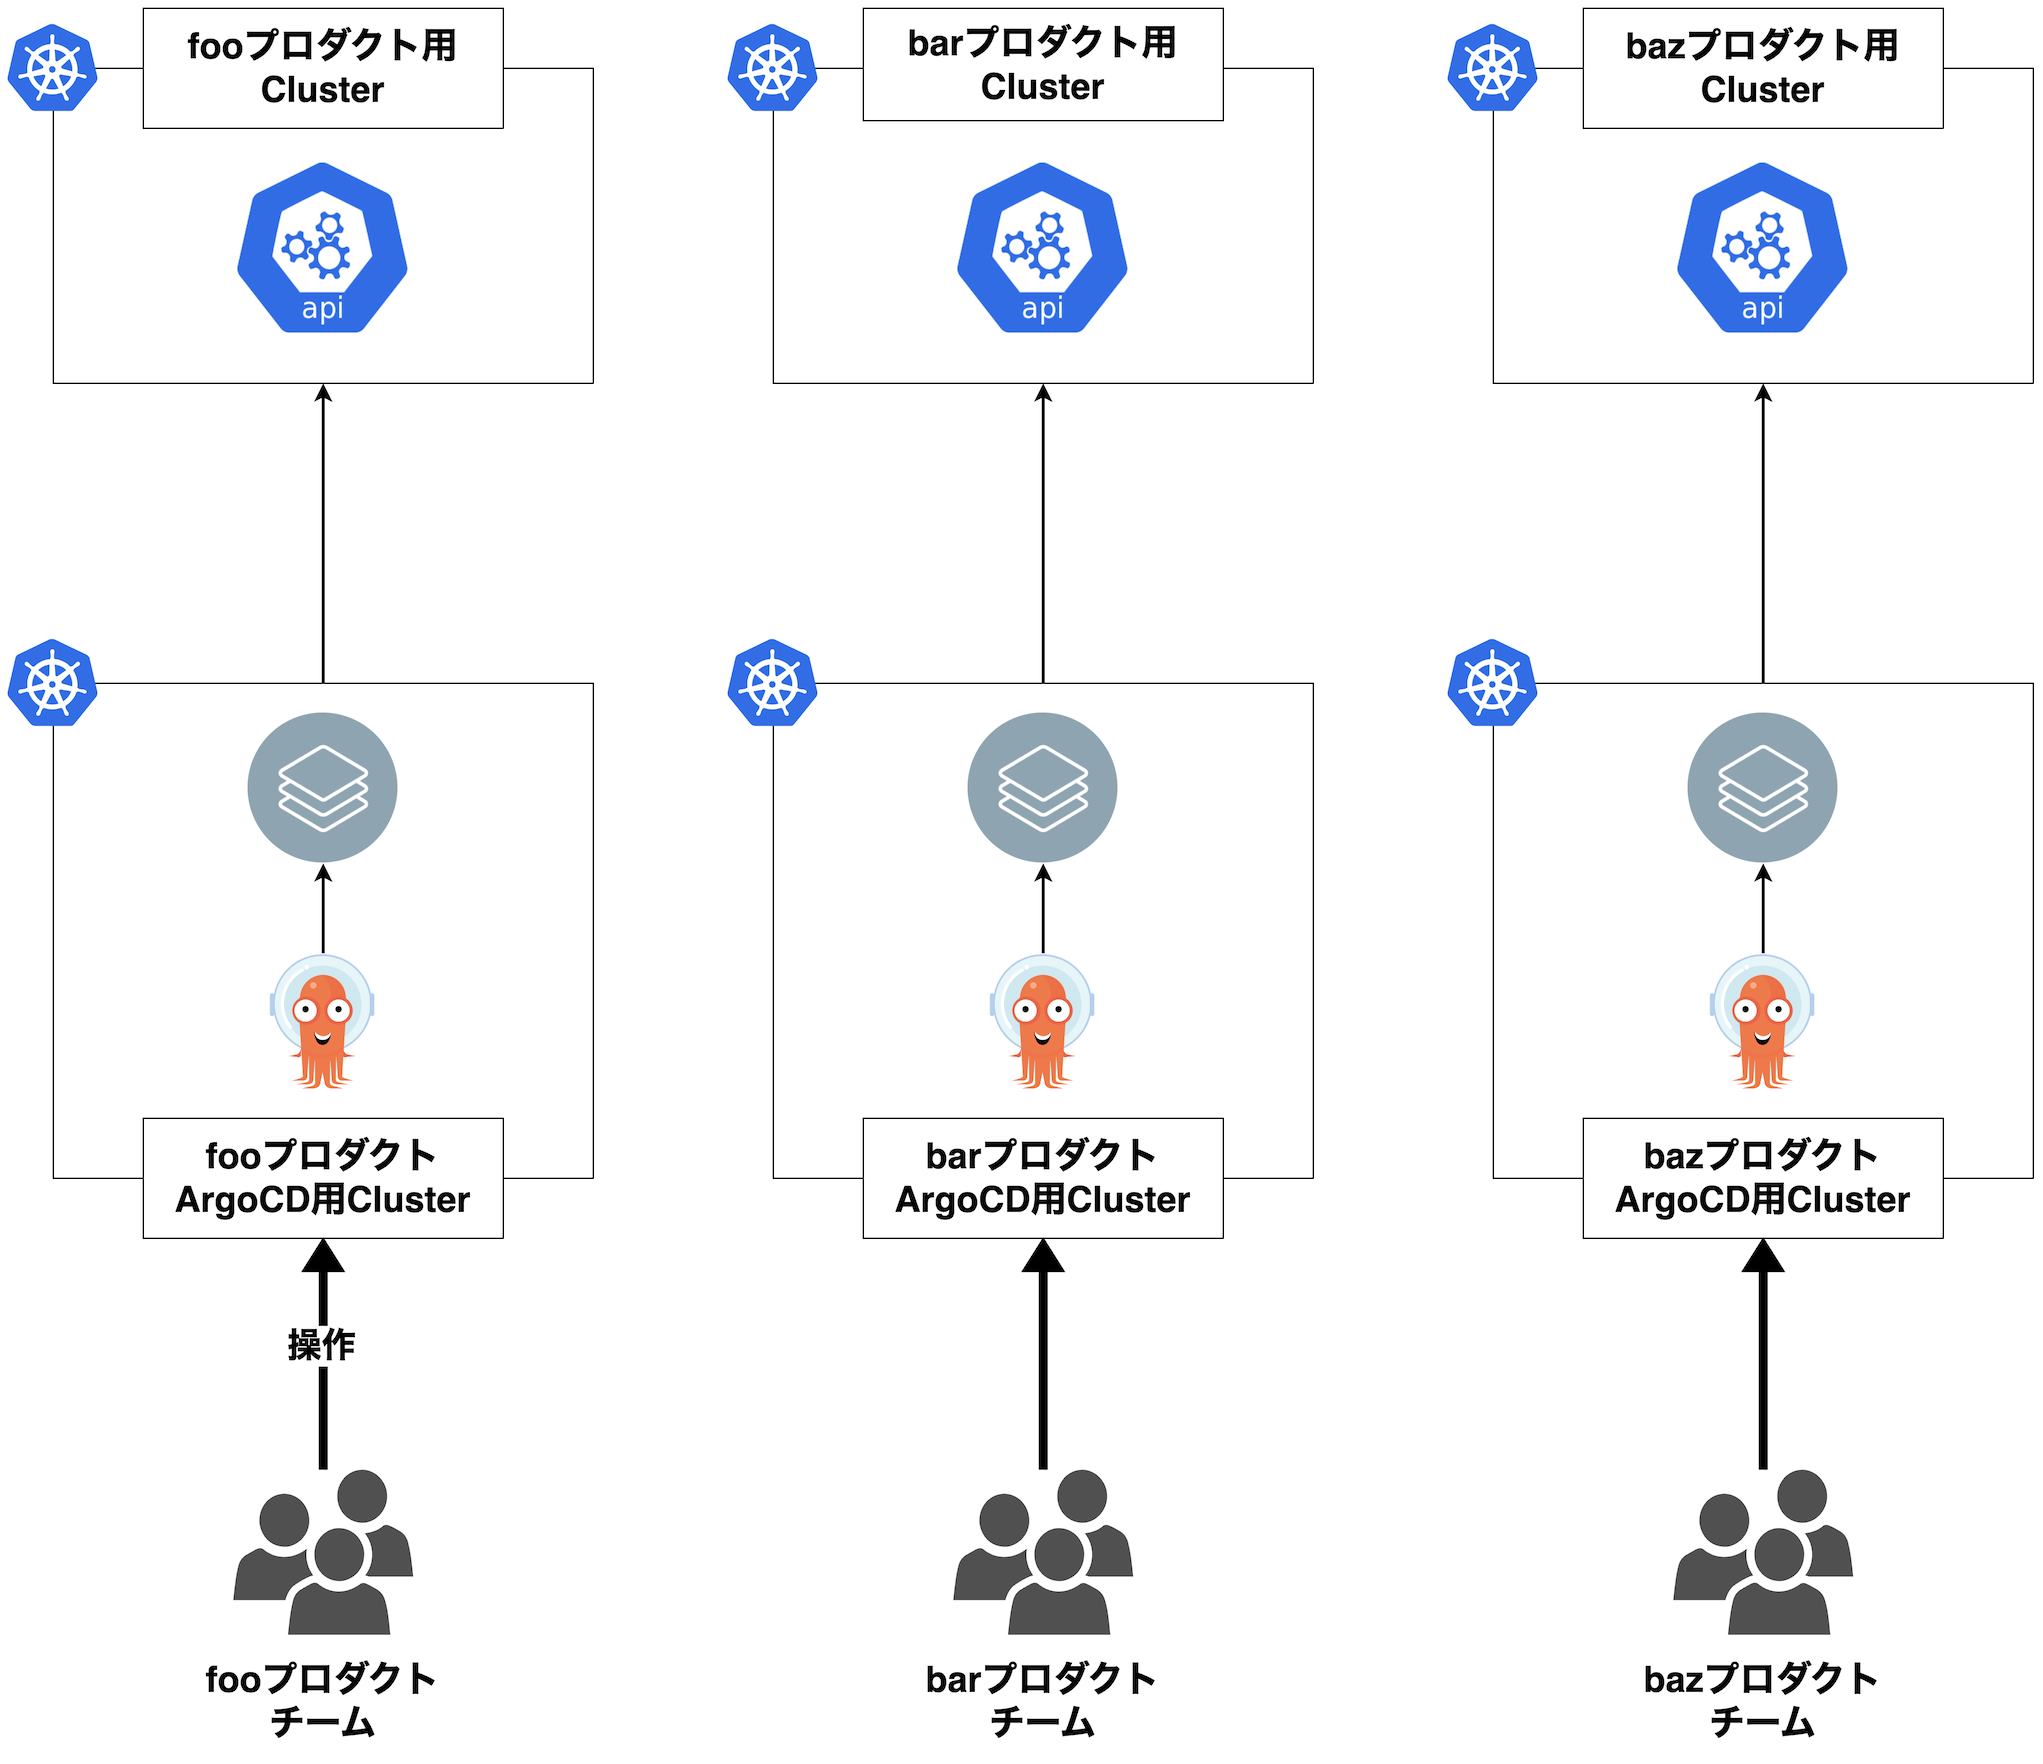 fooプロダクト用
Cluster
barプロダクト用
Cluster
bazプロダクト用
Cluster
api
api
api
fooプロダクト
ArgoCD用Cluster
barプロダクト
ArgoCD用Cluster
bazプロダクト
ArgoCD用Cluster
操作
fooプロダクト
チーム
barプロダクト
チーム
bazプロダクト
チーム